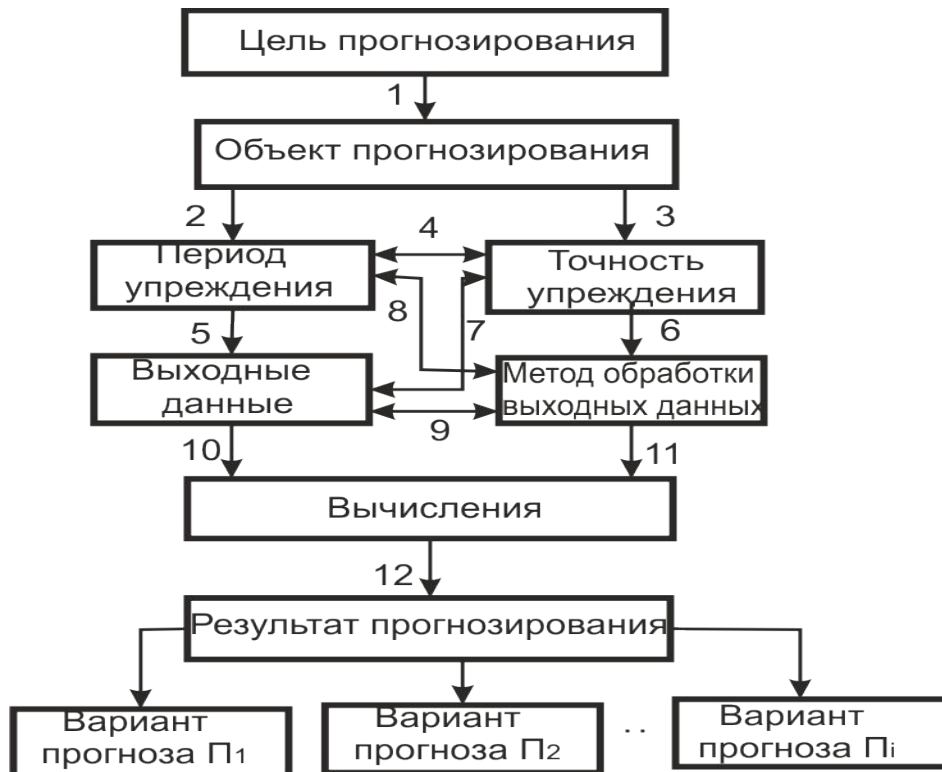 Цель прогнозирования
1
Объект прогнозирования
2
3
4
Период
упреждения
Точность
упреждения
5
8
7
6
Выходные
данные
Метод обработки
выходных данных
9
10
11
Вычисления
12
Результат прогнозирования
Вариант
прогноза П1
Вариант
прогноза П2
..
Вариант
прогноза Пi